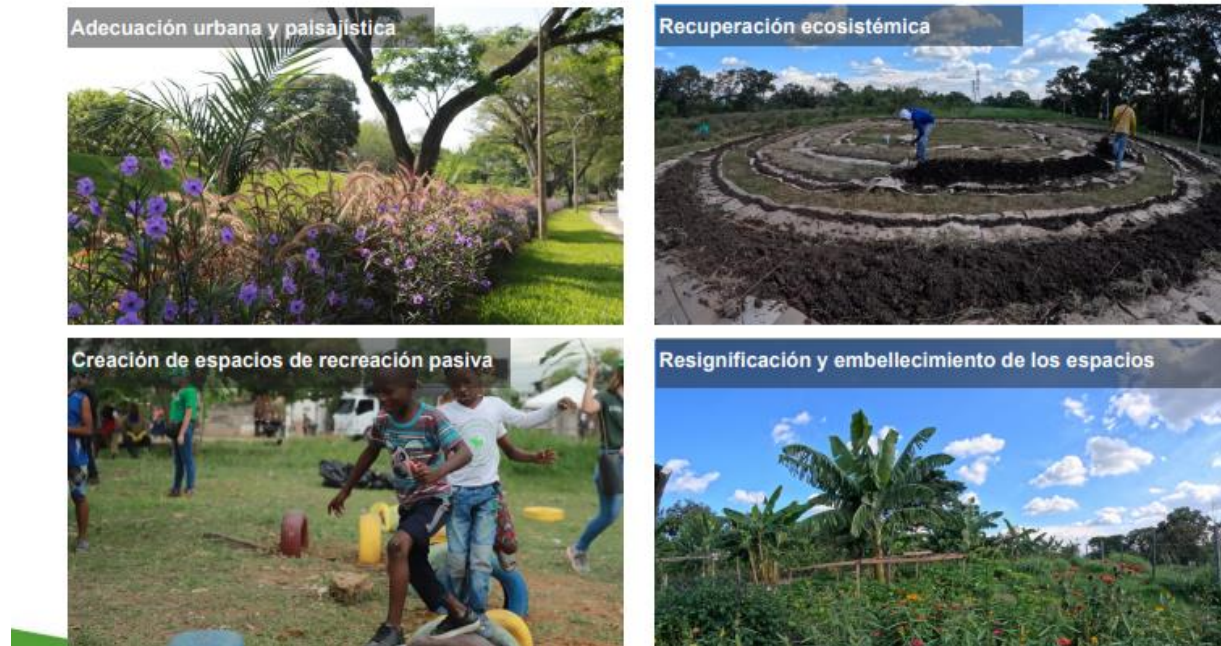 Adecuación urbana y paisajística
Recuperación ecosistémica
Creación de espacios de recreación pasiva
Resignificación y embellecimiento de los espacios